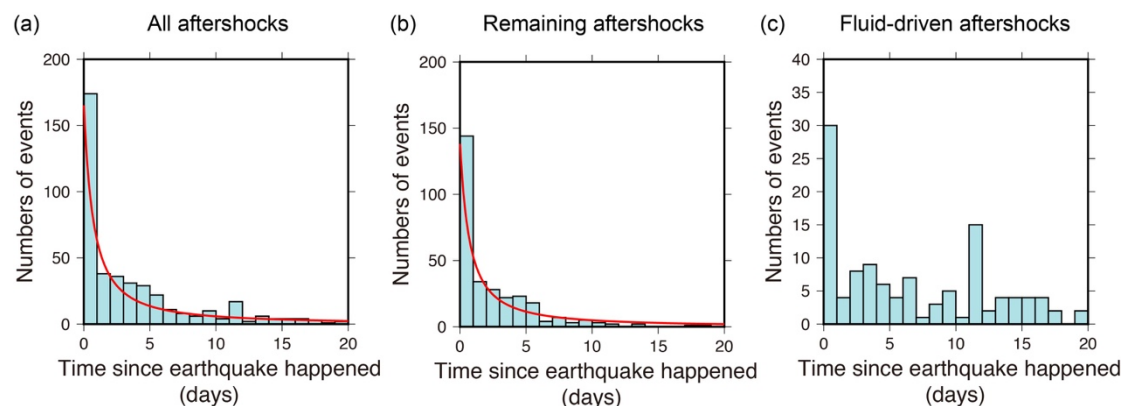 (a) All aftershocks
200
150
100
50
0
Numbers of events
0 5 10 15 20
Time since earthquake happened
(days)
(b) Remaining aftershocks
200
150
100
50
0
Numbers of events
0 5 10 15 20
Time since earthquake happened
(days)
(c) Fluid-driven aftershocks
40
35
30
25
20
15
10
5
0
Numbers of events
0 5 10 15 20
Time since earthquake happened
(days)